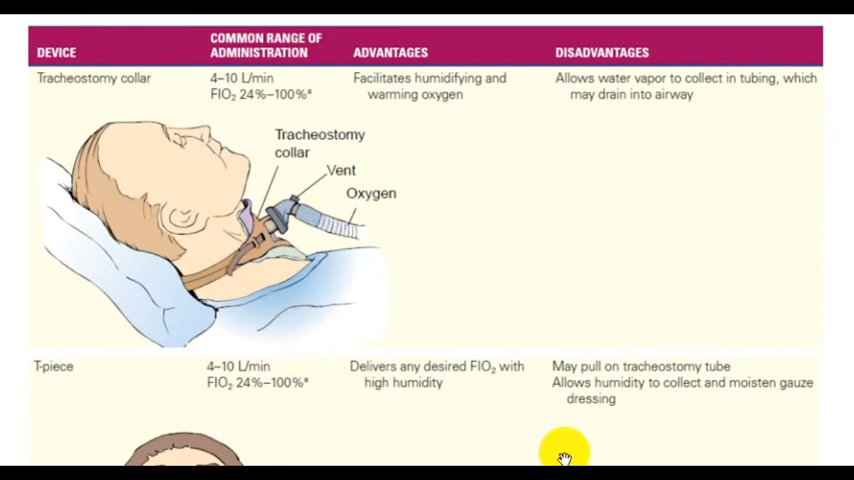 DEVICE
COMMON RANGE OF
ADMINISTRATION
ADVANTAGES
DISADVANTAGES
Tracheostomy collar
4–10 L/min
FIO₂ 24%–100%ᵃ
Facilitates humidifying and
warming oxygen
Allows water vapor to collect in tubing, which
may drain into airway
Tracheostomy
collar
Vent
Oxygen
T-piece
4–10 L/min
FIO₂ 24%–100%ᵃ
Delivers any desired FIO₂ with
high humidity
May pull on tracheostomy tube
Allows humidity to collect and moisten gauze
dressing